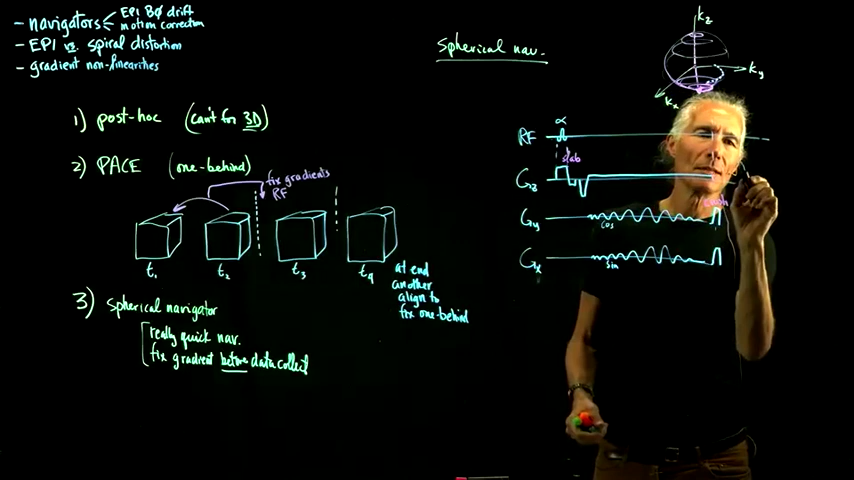 - navigators
EPI BØ drift
motion correction
- EPI vs. spiral distortion
- gradient non-linearities
1) post-hoc (can't for 3D)
2) PACE (one-behind)
fix gradients
RF
t1 t2 t3 t4
at end
another
align to
fix one-behind
3) spherical navigator
really quick nav.
fix gradient before data collect
Spherical nav.
kz
ky
kx
α
RF
slab
Gz
Gy
cos
Gx
sin